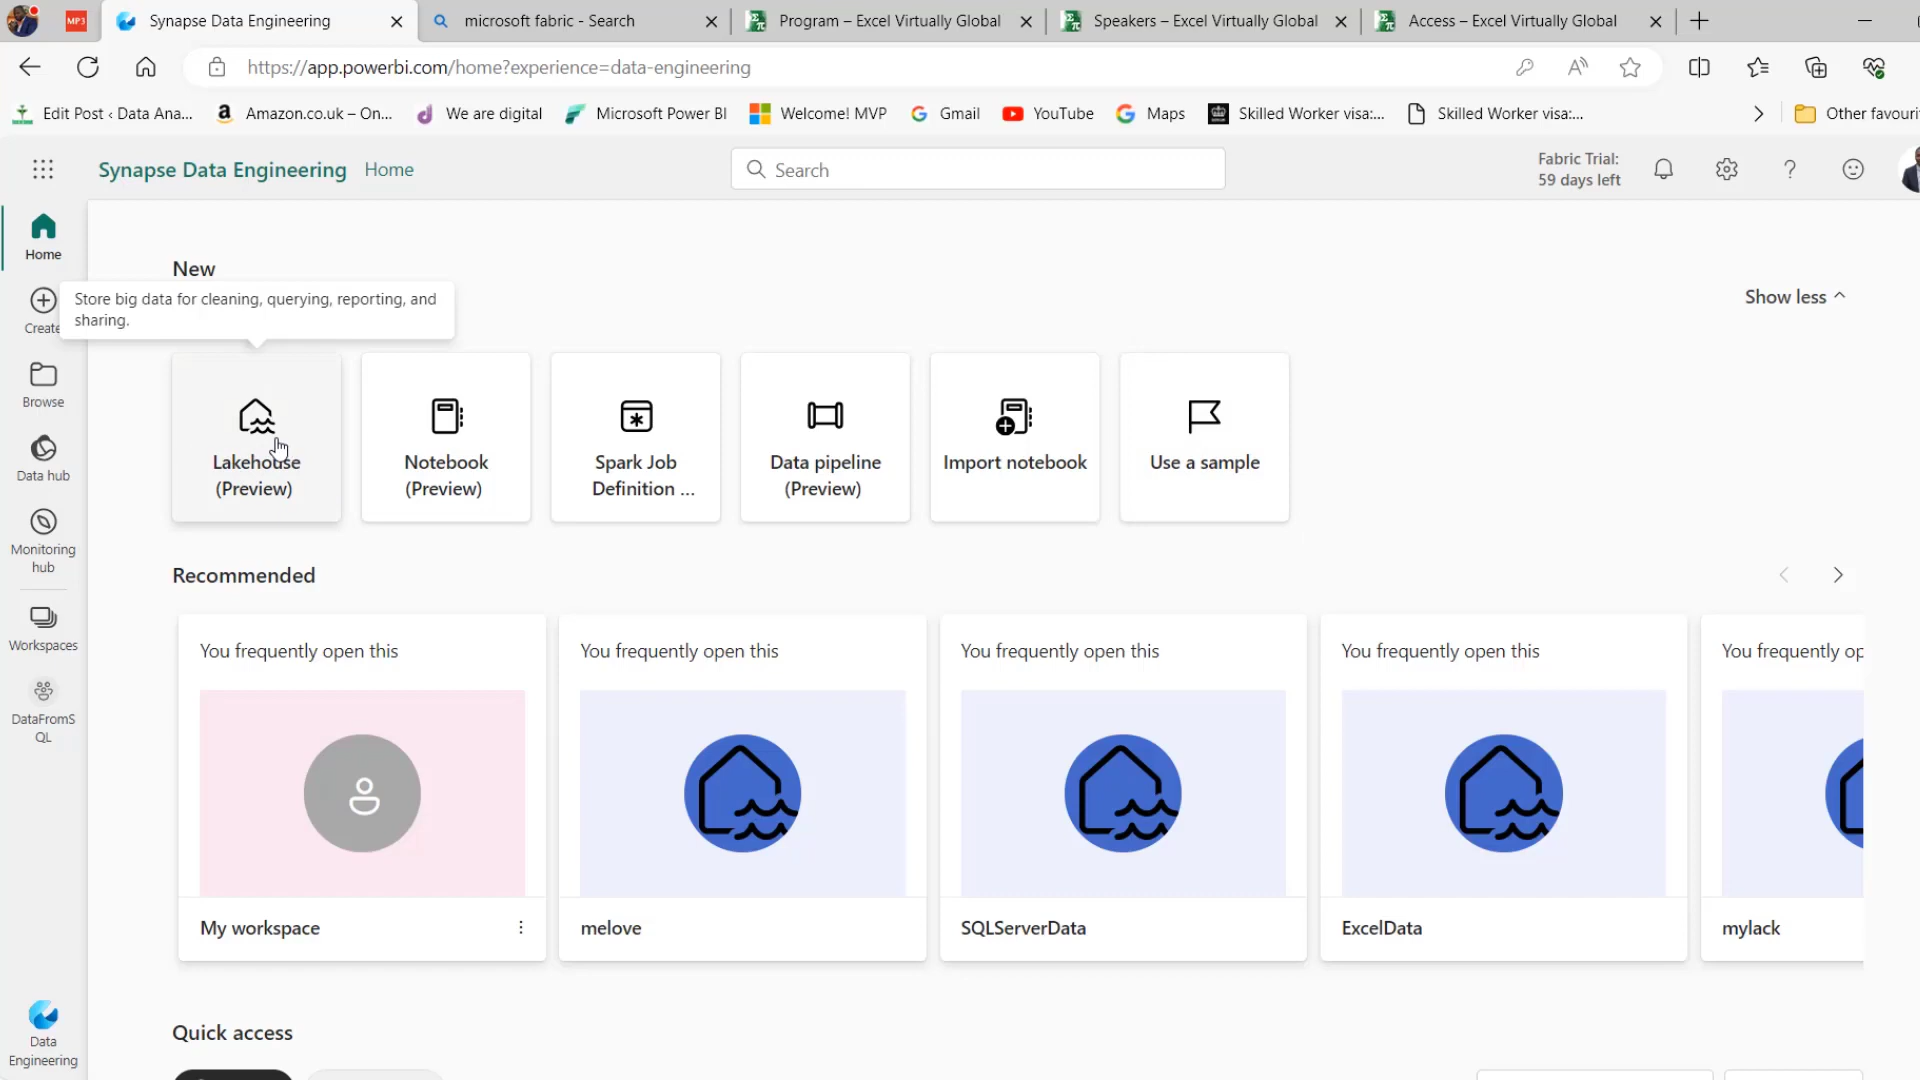 MP3
Synapse Data Engineering
microsoft fabric - Search
Program – Excel Virtually Global
Speakers – Excel Virtually Global
Access – Excel Virtually Global
https://app.powerbi.com/home?experience=data-engineering
Edit Post ‹ Data Ana...
Amazon.co.uk – On...
We are digital
Microsoft Power BI
Welcome! MVP
Gmail
YouTube
Maps
Skilled Worker visa:...
Skilled Worker visa:...
Other favouri
Synapse Data Engineering
Home
Search
Fabric Trial:
59 days left
Home
Create
Browse
Data hub
Monitoring
hub
Workspaces
DataFromS
QL
Data
Engineering
New
Show less
Store big data for cleaning, querying, reporting, and
sharing.
Lakehouse
(Preview)
Notebook
(Preview)
Spark Job
Definition ...
Data pipeline
(Preview)
Import notebook
Use a sample
Recommended
You frequently open this
You frequently open this
You frequently open this
You frequently open this
You frequently op
My workspace
melove
SQLServerData
ExcelData
mylack
Quick access